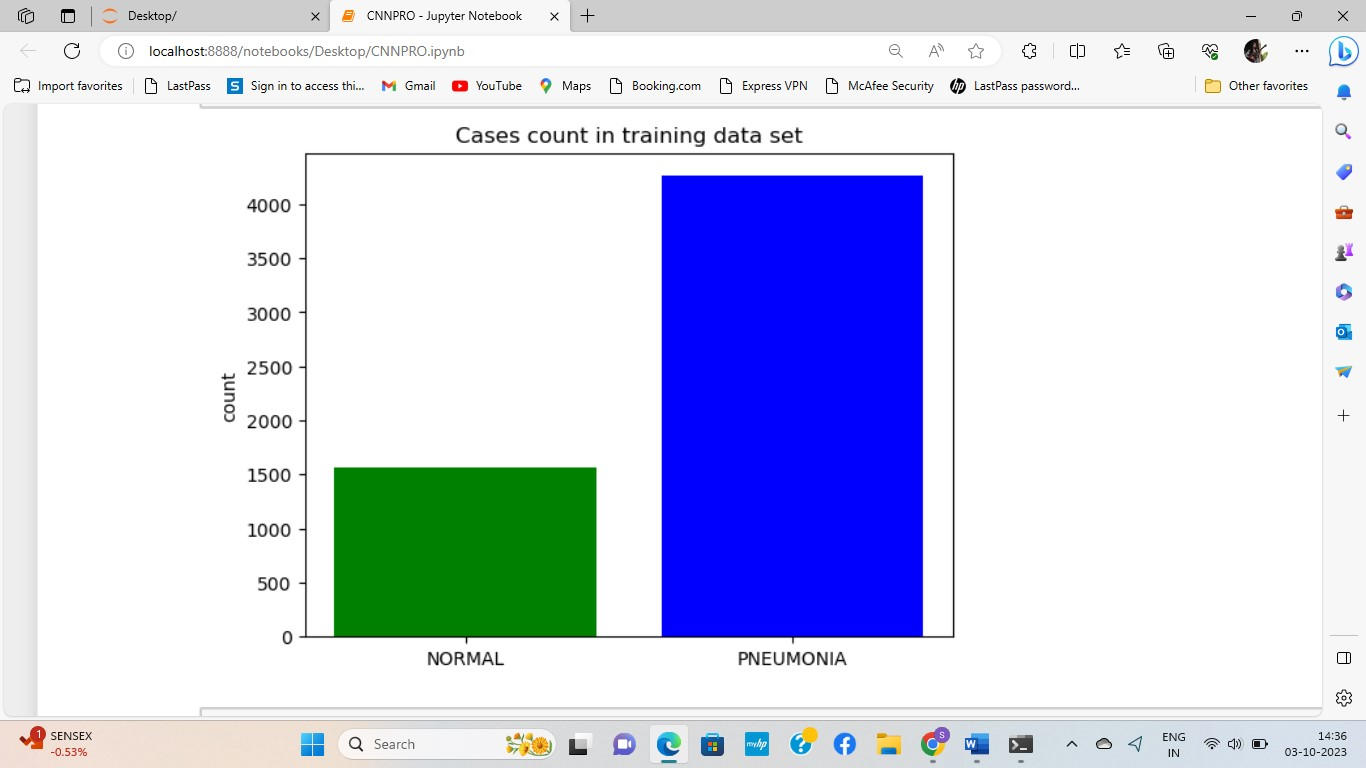 Desktop/
CNNPRO - Jupyter Notebook
localhost:8888/notebooks/Desktop/CNNPRO.ipynb
Import favorites
LastPass
S
Sign in to access thi...
Gmail
YouTube
Maps
Booking.com
Express VPN
McAfee Security
hp
LastPass password...
Other favorites
Cases count in training data set
4000
3500
3000
2500
2000
1500
1000
500
0
count
NORMAL
PNEUMONIA
1
SENSEX
-0.53%
Search
myhp
S
ENG
IN
14:36
03-10-2023